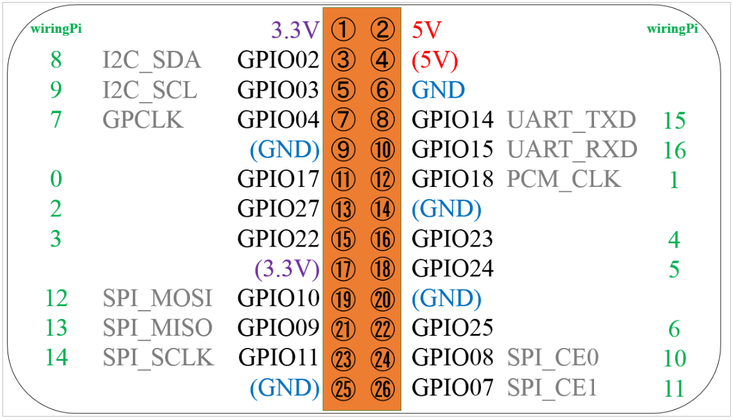 wiringPi 3.3V ① ② 5V wiringPi
8 I2C_SDA GPIO02 ③ ④ (5V)
9 I2C_SCL GPIO03 ⑤ ⑥ GND
7 GPCLK GPIO04 ⑦ ⑧ GPIO14 UART_TXD 15
(GND) ⑨ ⑩ GPIO15 UART_RXD 16
0 GPIO17 ⑪ ⑫ GPIO18 PCM_CLK 1
2 GPIO27 ⑬ ⑭ (GND)
3 GPIO22 ⑮ ⑯ GPIO23 4
(3.3V) ⑰ ⑱ GPIO24 5
12 SPI_MOSI GPIO10 ⑲ ⑳ (GND)
13 SPI_MISO GPIO09 ㉑ ㉒ GPIO25 6
14 SPI_SCLK GPIO11 ㉓ ㉔ GPIO08 SPI_CE0 10
(GND) ㉕ ㉖ GPIO07 SPI_CE1 11